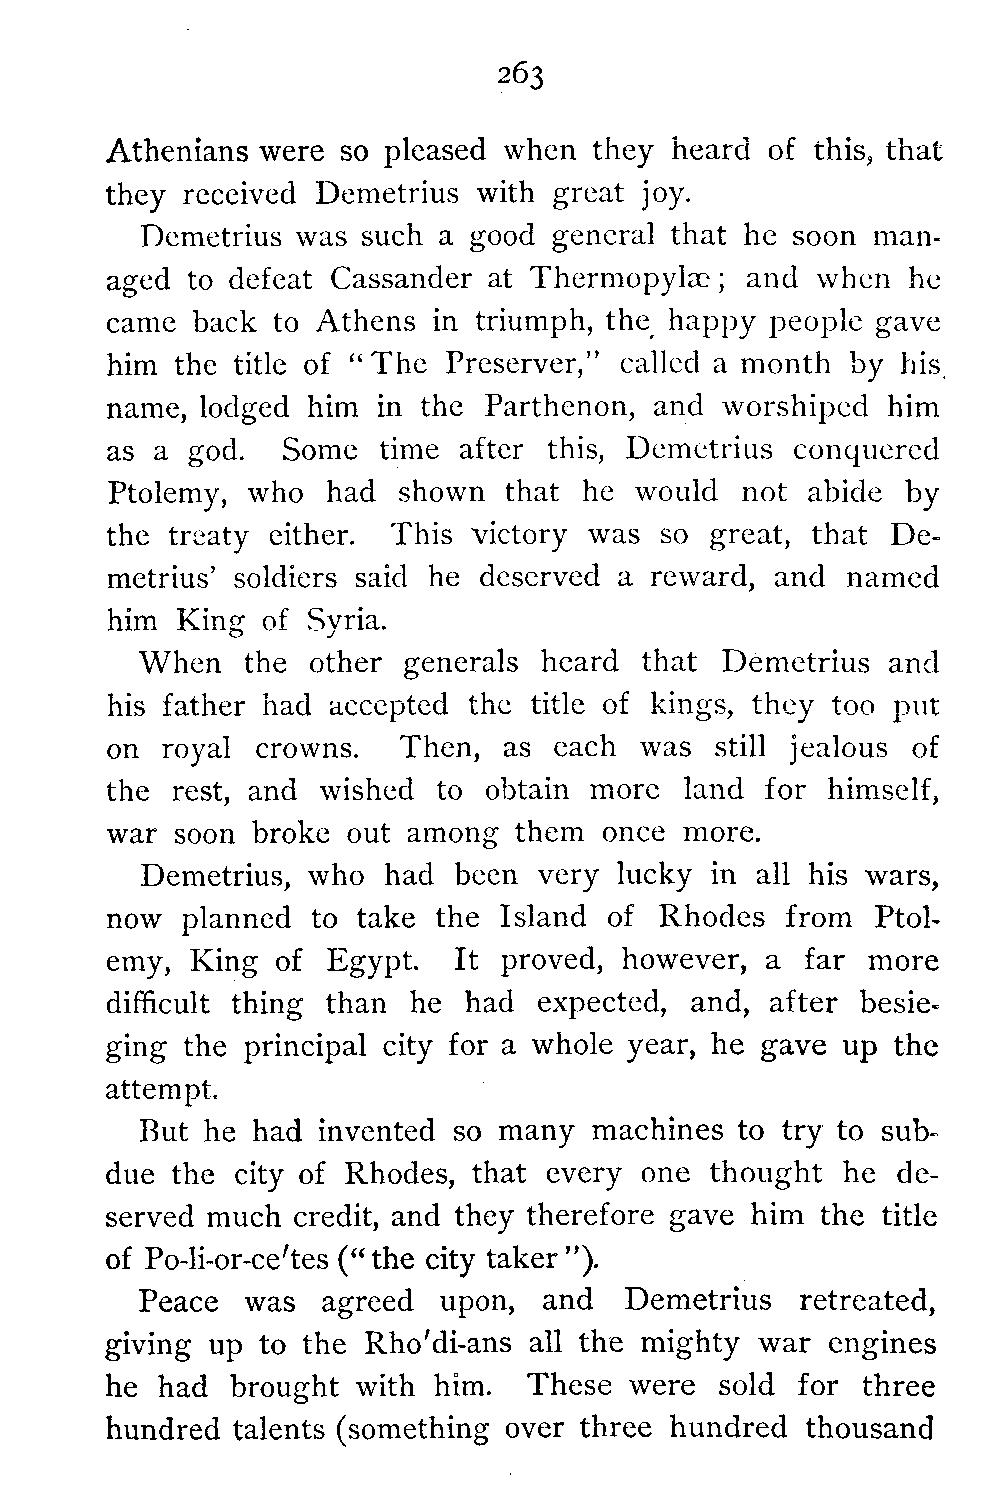 263
Athenians were so pleased when they heard of this, that
they received Demetrius with great joy.
Demetrius was such a good general that he soon man-
aged to defeat Cassander at Thermopylæ; and when he
came back to Athens in triumph, the happy people gave
him the title of “The Preserver,” called a month by his
name, lodged him in the Parthenon, and worshiped him
as a god. Some time after this, Demetrius conquered
Ptolemy, who had shown that he would not abide by
the treaty either. This victory was so great, that De-
metrius’ soldiers said he deserved a reward, and named
him King of Syria.
When the other generals heard that Demetrius and
his father had accepted the title of kings, they too put
on royal crowns. Then, as each was still jealous of
the rest, and wished to obtain more land for himself,
war soon broke out among them once more.
Demetrius, who had been very lucky in all his wars,
now planned to take the Island of Rhodes from Ptol-
emy, King of Egypt. It proved, however, a far more
difficult thing than he had expected, and, after besie-
ging the principal city for a whole year, he gave up the
attempt.
But he had invented so many machines to try to sub-
due the city of Rhodes, that every one thought he de-
served much credit, and they therefore gave him the title
of Po-li-or-ce′tes (“the city taker”).
Peace was agreed upon, and Demetrius retreated,
giving up to the Rho′di-ans all the mighty war engines
he had brought with him. These were sold for three
hundred talents (something over three hundred thousand